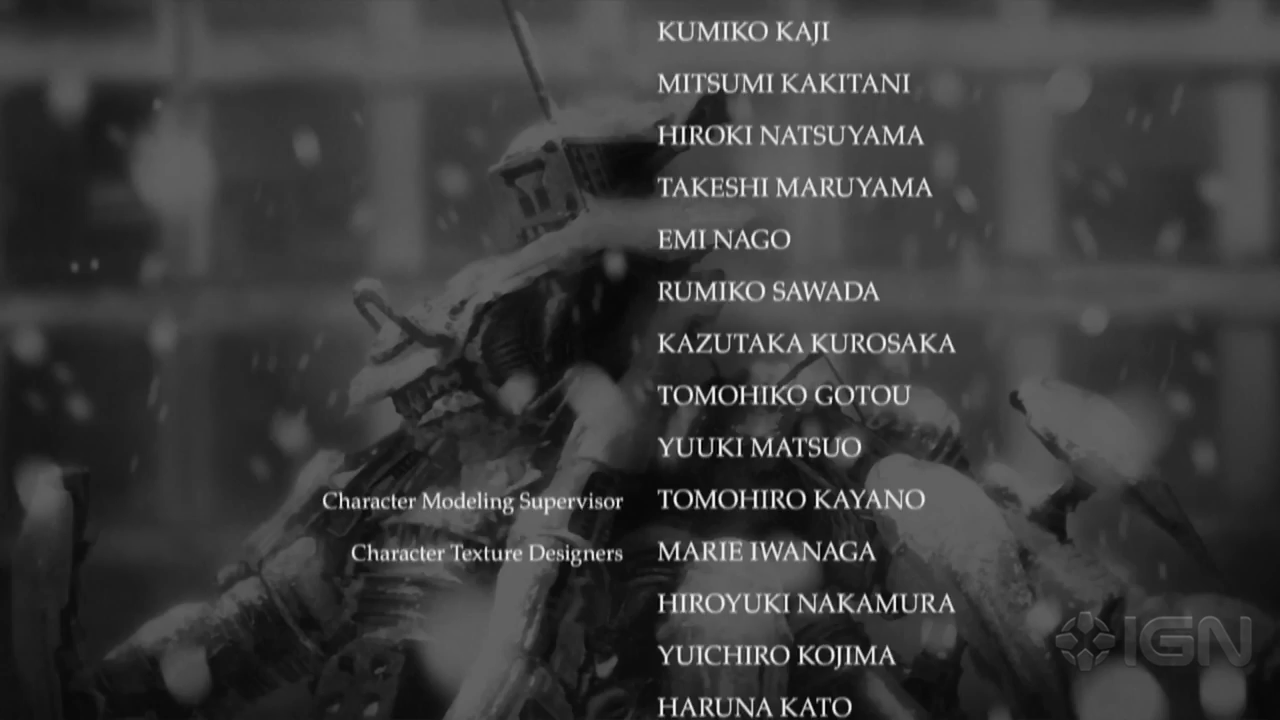 KUMIKO KAJI
MITSUMI KAKITANI
HIROKI NATSUYAMA
TAKESHI MARUYAMA
EMI NAGO
RUMIKO SAWADA
KAZUTAKA KUROSAKA
TOMOHIKO GOTOU
YUUKI MATSUO
Character Modeling Supervisor TOMOHIRO KAYANO
Character Texture Designers MARIE IWANAGA
HIROYUKI NAKAMURA
YUICHIRO KOJIMA
HARUNA KATO
IGN